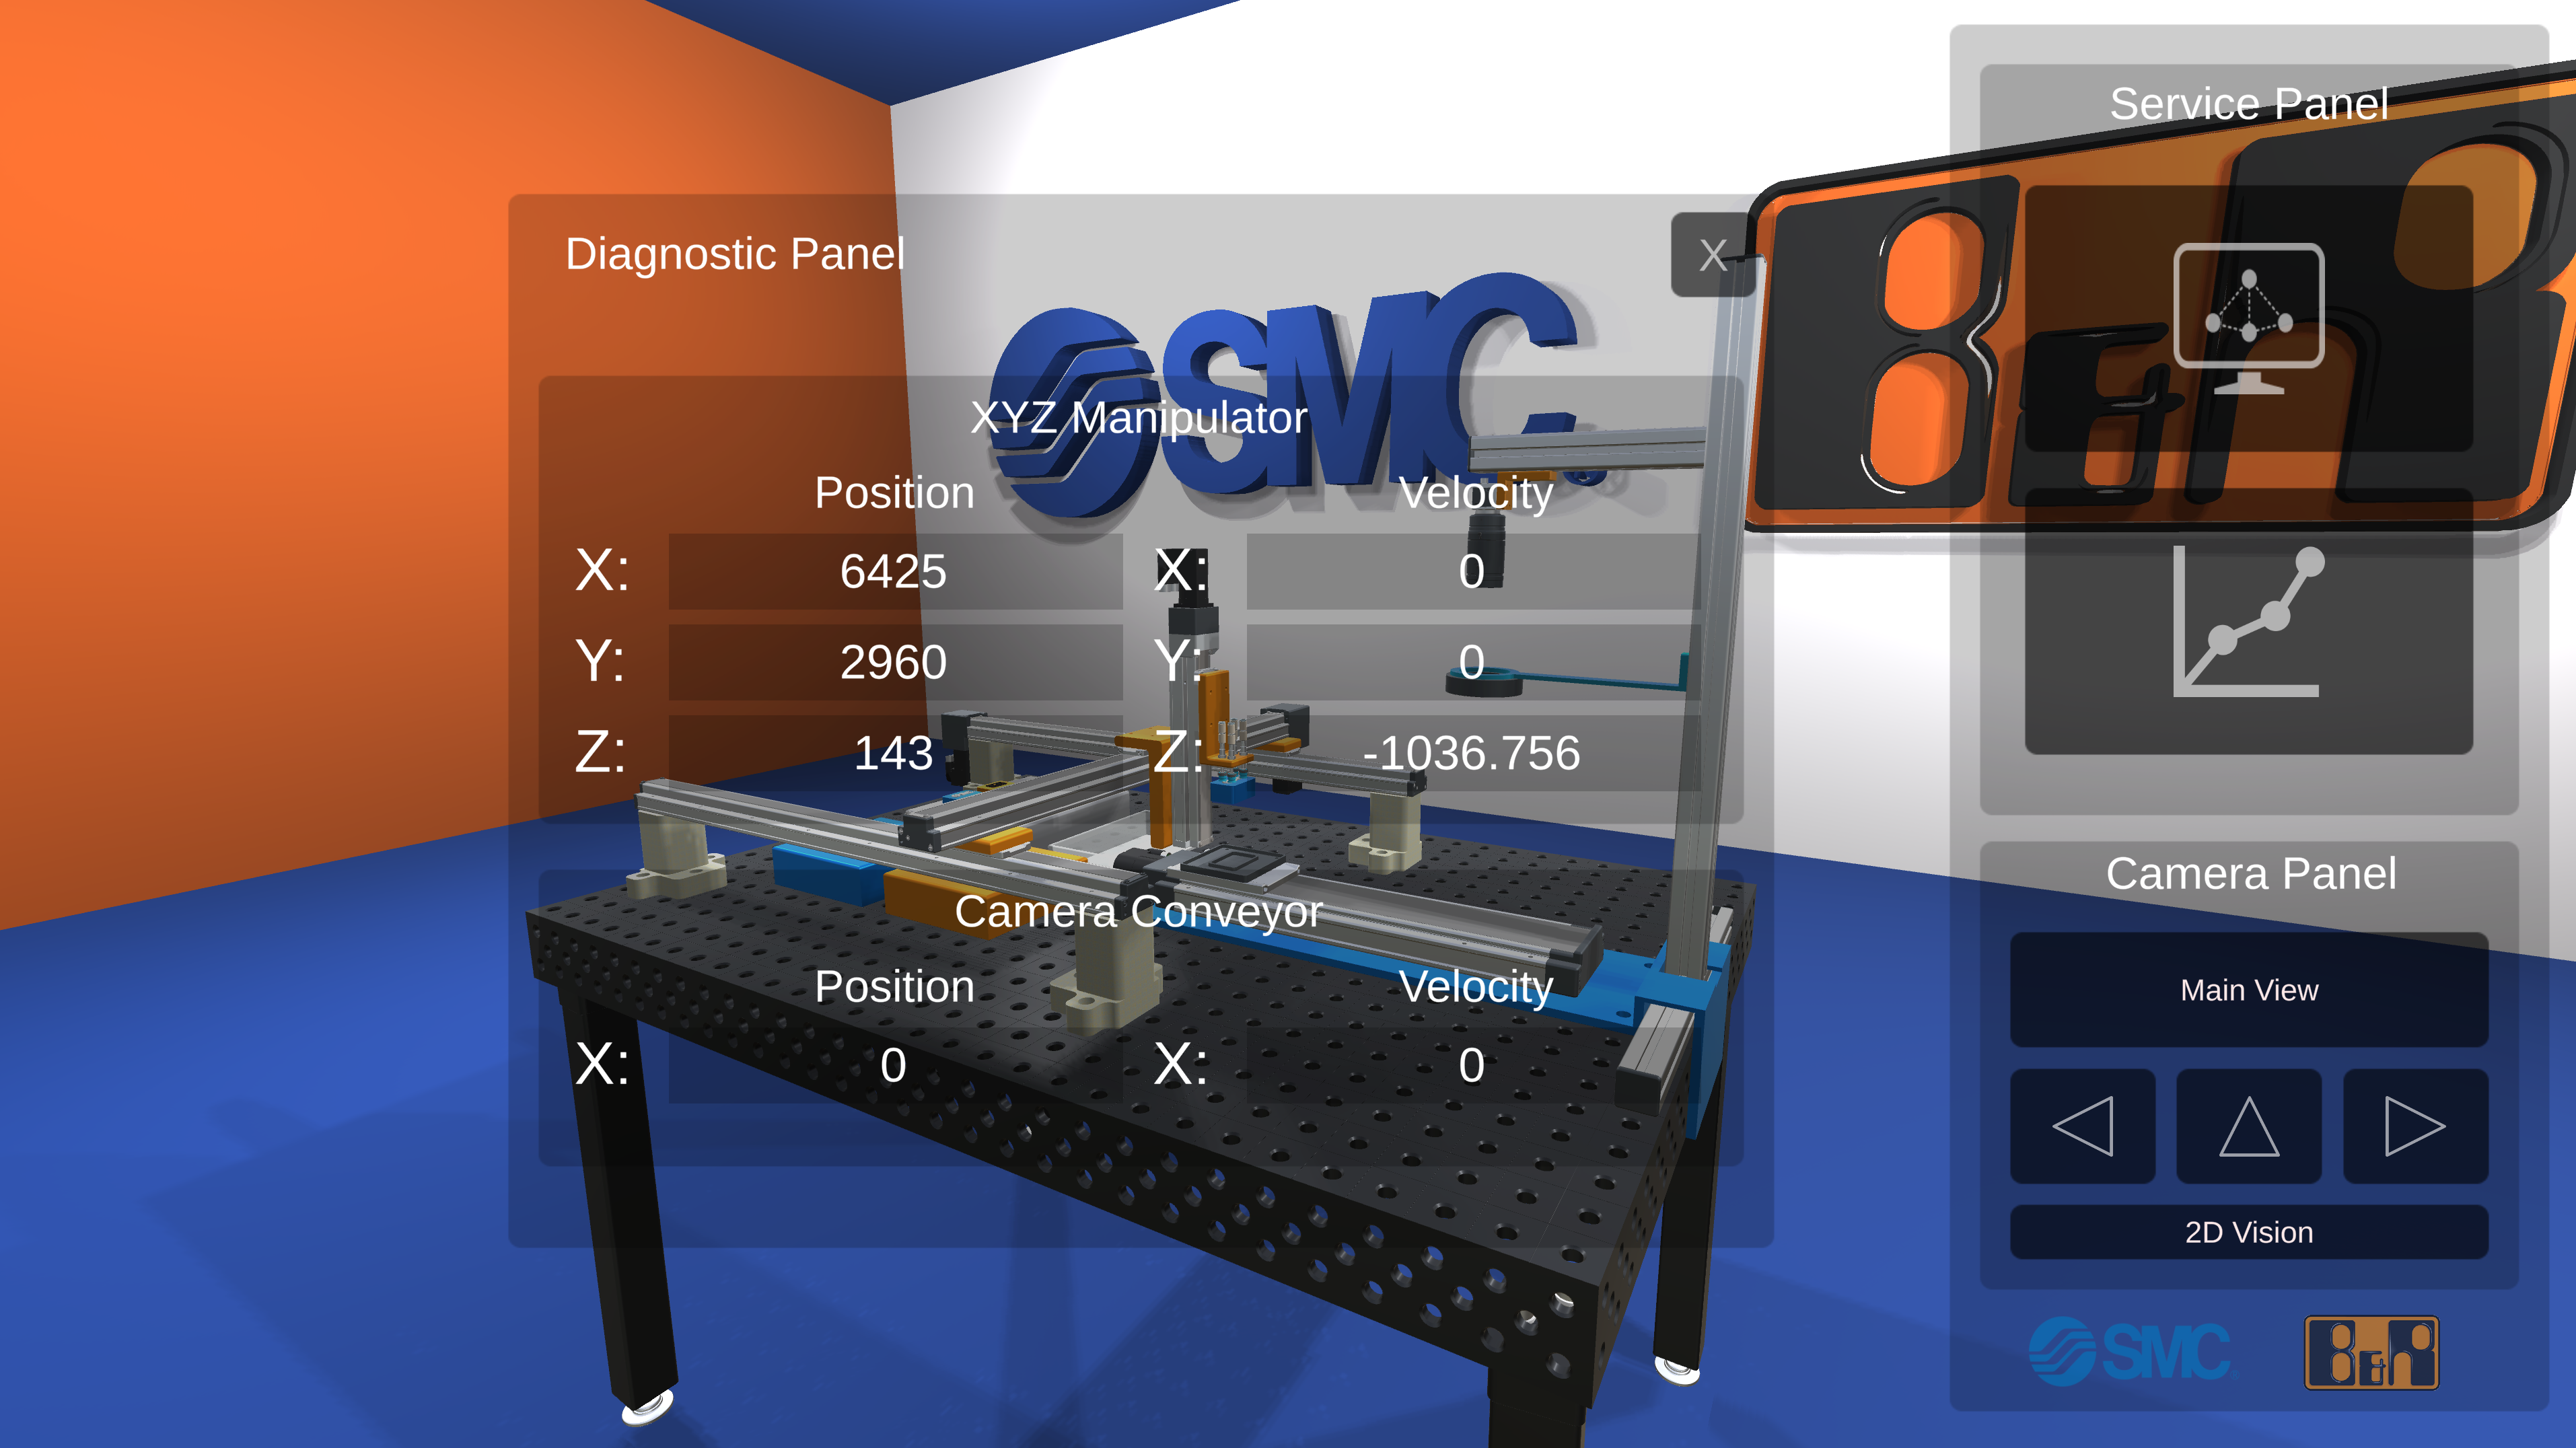 Service Panel
Diagnostic Panel
X
SMC
B&R
XYZ Manipulator
Position Velocity
X: 6425 X: 0
Y: 2960 Y: 0
Z: 143 Z: -1036.756
Camera Conveyor
Position Velocity
X: 0 X: 0
Camera Panel
Main View
2D Vision
SMC
B&R